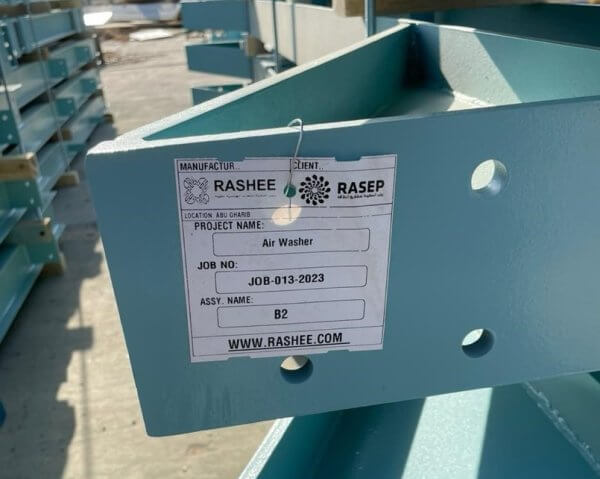 MANUFACTUR..
CLIENT..
RASHEE
RASEP
LOCATION: ABU GHARIB
PROJECT NAME:
Air Washer
JOB NO:
JOB-013-2023
ASSY. NAME:
B2
WWW.RASHEE.COM